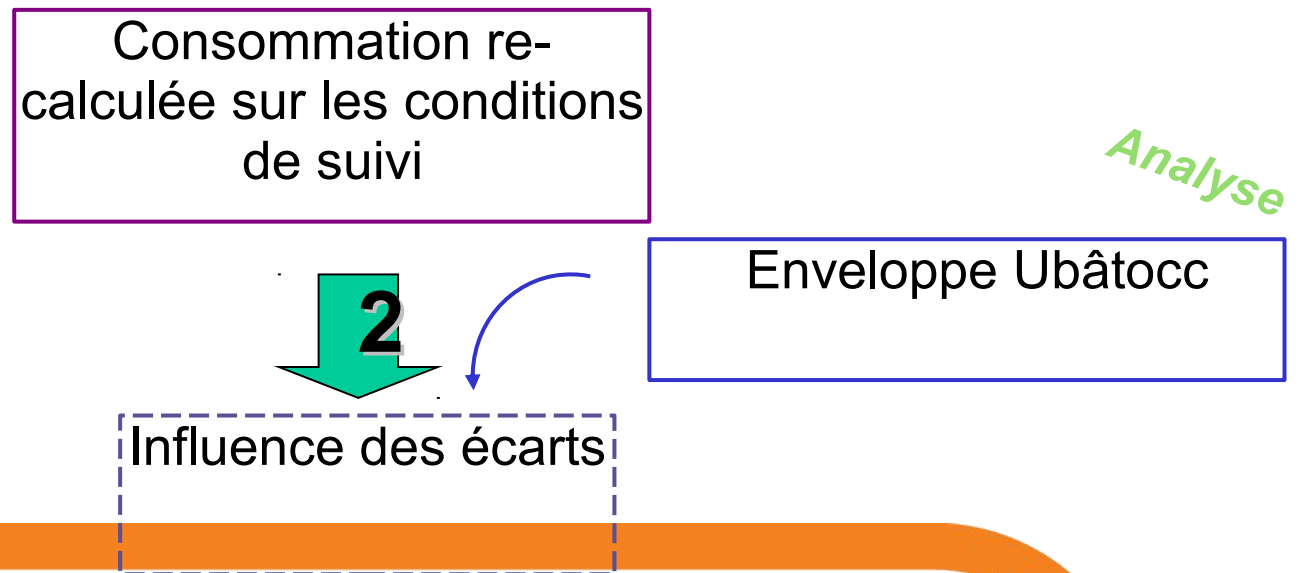 Consommation re-
calculée sur les conditions
de suivi
Analyse
Enveloppe Ubâtocc
2
Influence des écarts